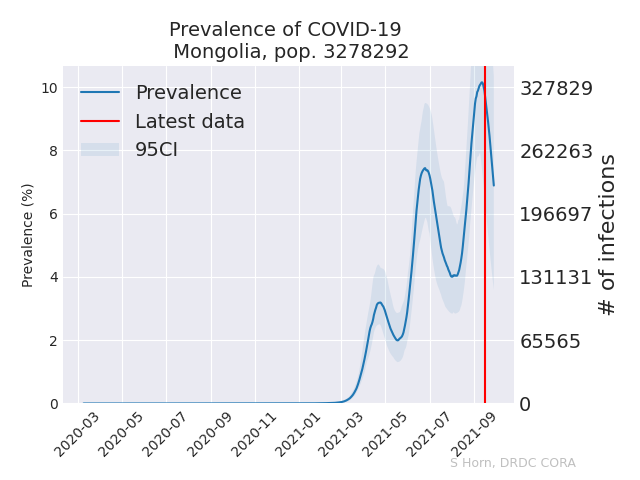 Prevalence of COVID-19
Mongolia, pop. 3278292
Prevalence
Latest data
95CI
Prevalence (%)
10
8
6
4
2
0
327829
262263
196697
131131
65565
0
# of infections
2020-03
2020-05
2020-07
2020-09
2020-11
2021-01
2021-03
2021-05
2021-07
2021-09
S Horn, DRDC CORA